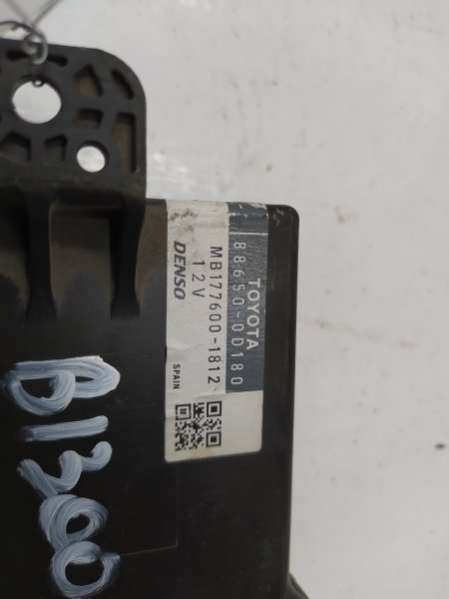 TOYOTA
88650-0D180
MB177600-1812
12V
DENSO
SPAIN
B1300